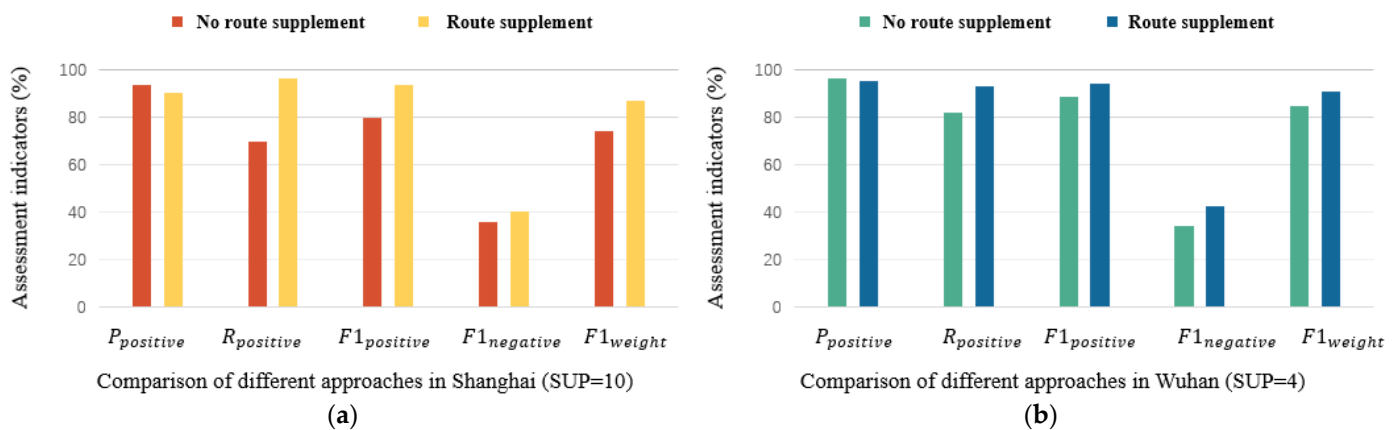 No route supplement Route supplement
Assessment indicators (%)
100
80
60
40
20
0
P_positive R_positive F1_positive F1_negative F1_weight
Comparison of different approaches in Shanghai (SUP=10)
(a)
No route supplement Route supplement
Assessment indicators (%)
100
80
60
40
20
0
P_positive R_positive F1_positive F1_negative F1_weight
Comparison of different approaches in Wuhan (SUP=4)
(b)